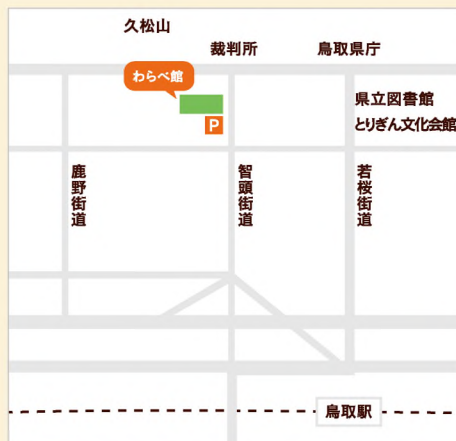 久松山
裁判所
鳥取県庁
わらべ館
P
県立図書館
とりぎん文化会館
鹿野街道
智頭街道
若桜街道
鳥取駅